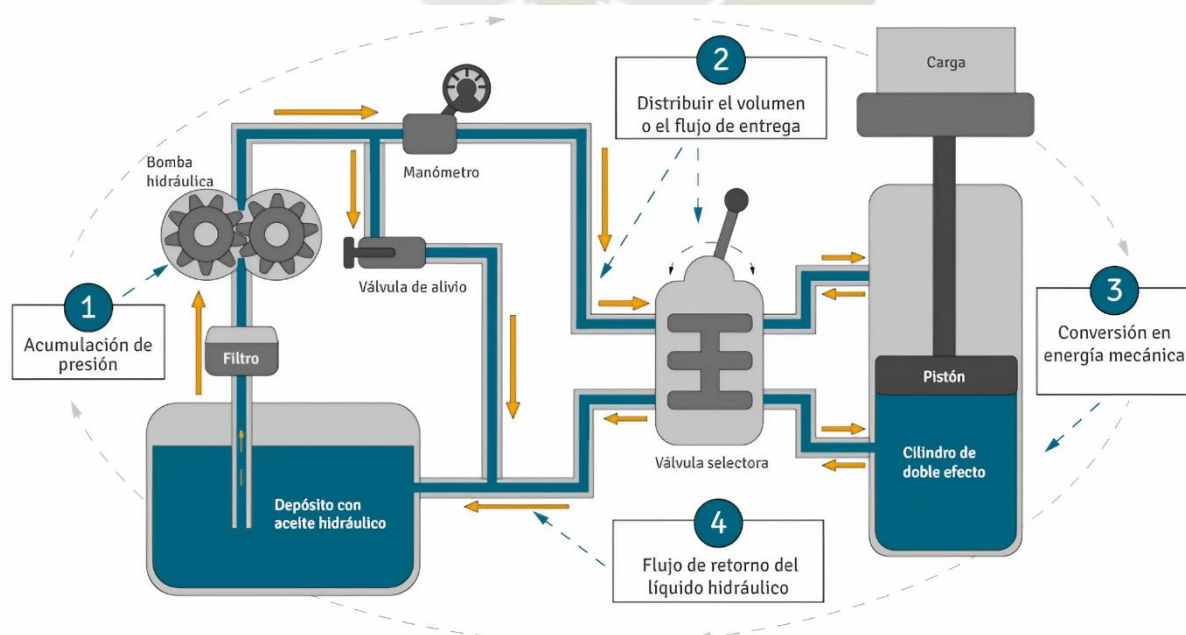 2
Distribuir el volumen
o el flujo de entrega
Carga
Bomba
hidráulica
Manómetro
Válvula de alivio
1
Acumulación de
presión
Filtro
3
Conversión en
energía mecánica
Pistón
Cilindro de
doble efecto
Válvula selectora
Depósito con
aceite hidráulico
4
Flujo de retorno del
líquido hidráulico